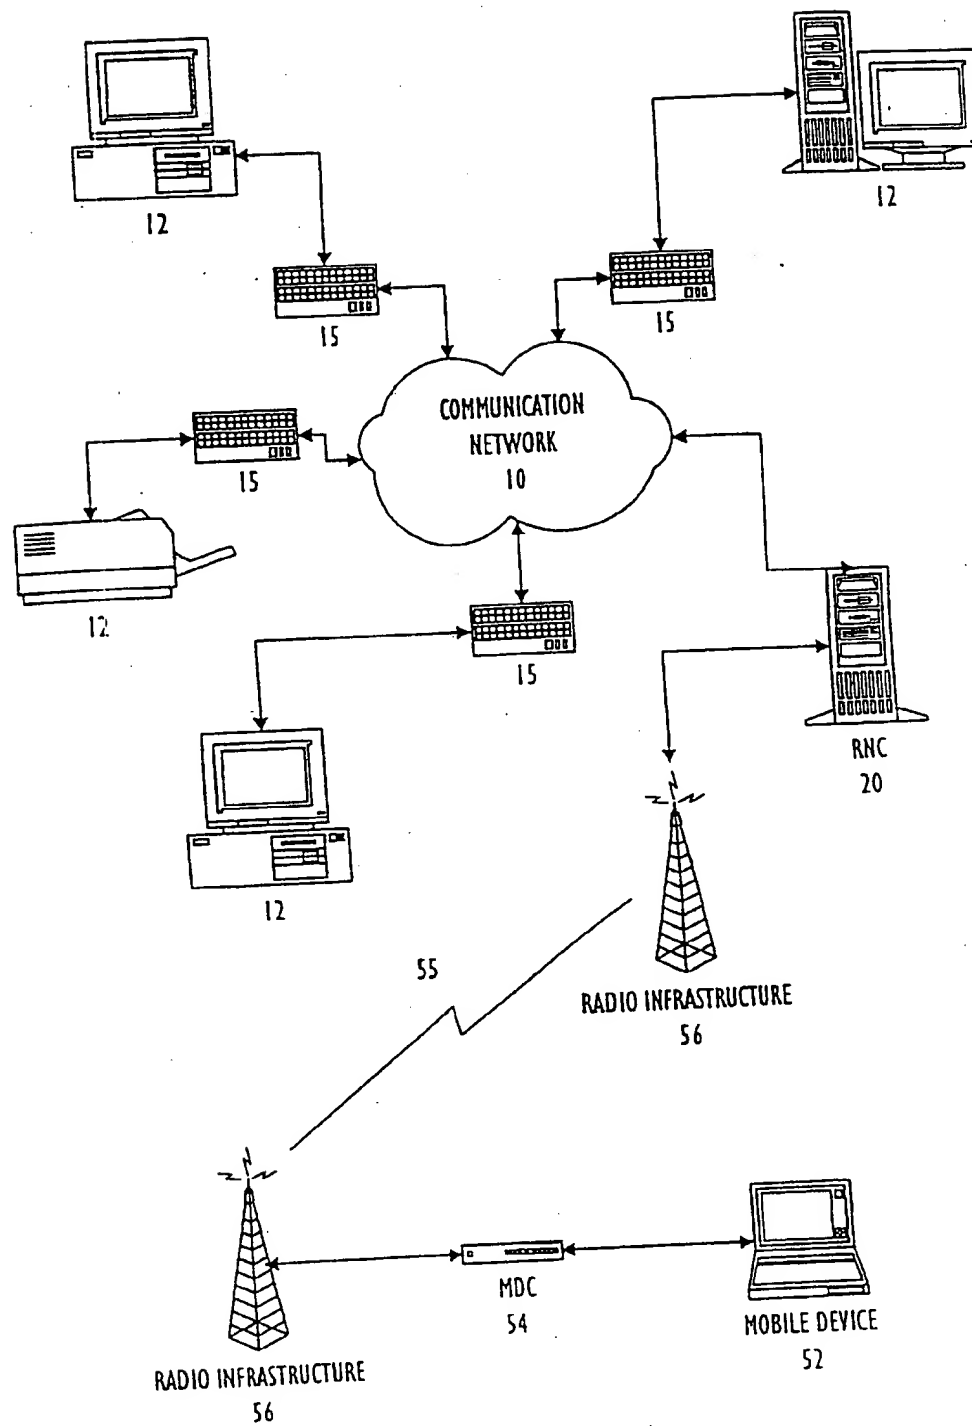 12
12
15
15
COMMUNICATION
NETWORK
10
15
12
15
RNC
20
12
55
RADIO INFRASTRUCTURE
56
MDC
54
MOBILE DEVICE
52
RADIO INFRASTRUCTURE
56